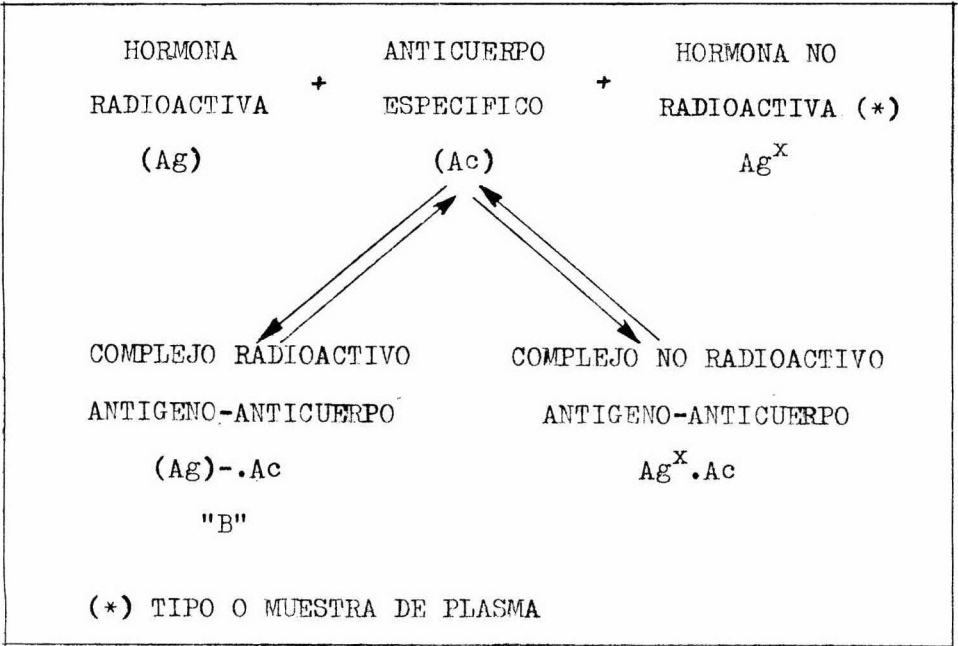 HORMONA + ANTICUERPO + HORMONA NO
RADIOACTIVA ESPECIFICO RADIOACTIVA (*)
(Ag) (Ac) Ag^X
COMPLEJO RADIOACTIVO COMPLEJO NO RADIOACTIVO
ANTIGENO-ANTICUERPO ANTIGENO-ANTICUERPO
(Ag)-.Ac Ag^X.Ac
"B"
(*) TIPO O MUESTRA DE PLASMA